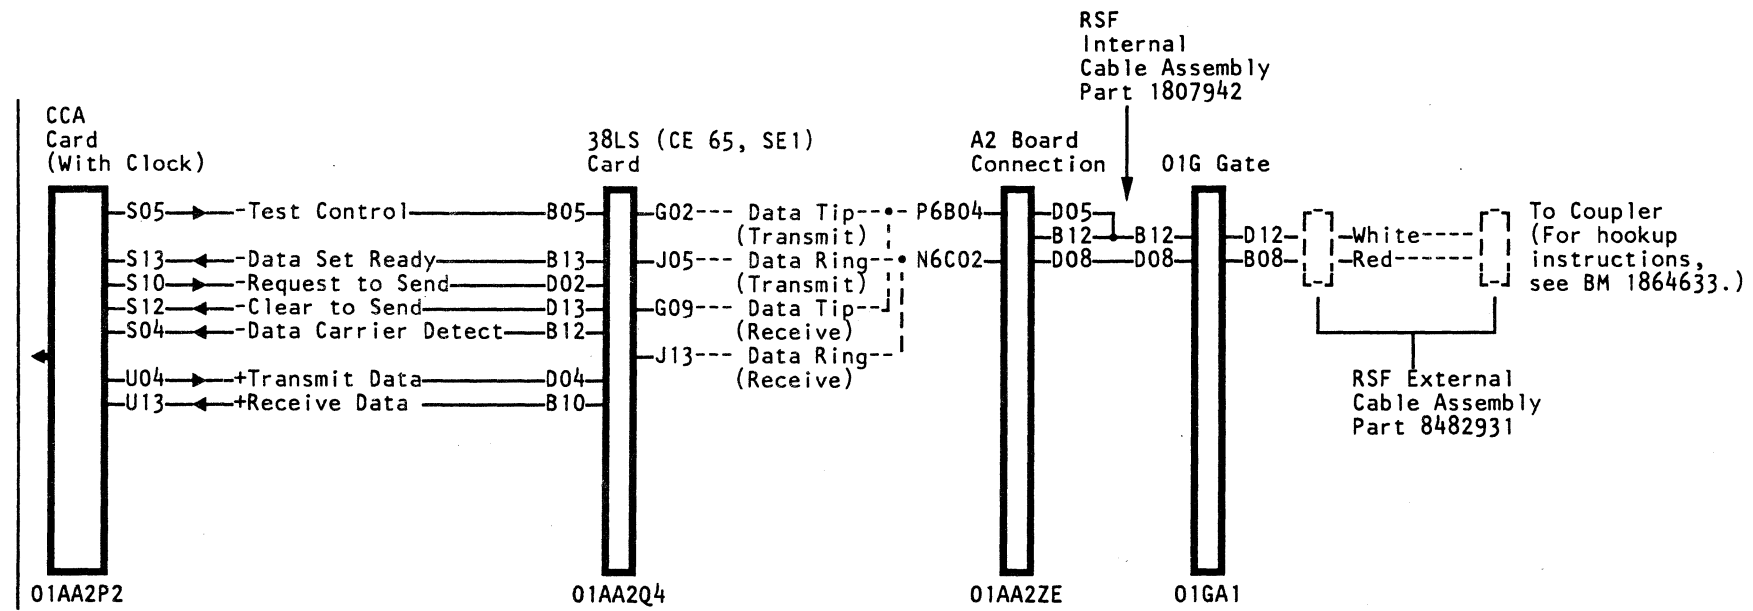 RSF
Internal
Cable Assembly
Part 1807942
CCA
Card
(With Clock)
38LS (CE 65, SE1)
Card
A2 Board
Connection
01G Gate
S05 -Test Control B05 G02 Data Tip P6B04 D05
(Transmit) B12 B12 D12 White
S13 -Data Set Ready B13 J05 Data Ring N6C02 D08 D08 B08 Red
S10 -Request to Send D02 (Transmit)
S12 -Clear to Send D13 G09 Data Tip
S04 -Data Carrier Detect B12 (Receive)
J13 Data Ring
U04 +Transmit Data D04 (Receive)
U13 +Receive Data B10
To Coupler
(For hookup
instructions,
see BM 1864633.)
RSF External
Cable Assembly
Part 8482931
01AA2P2
01AA2Q4
01AA2ZE
01GA1